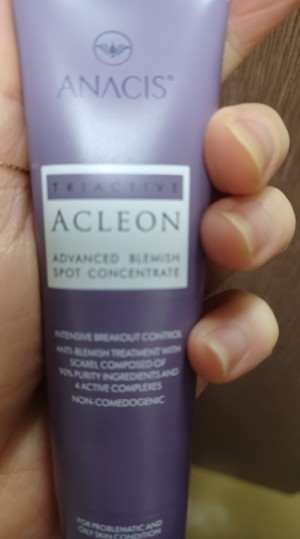 ANACIS®
TRIACTIVE
ACLEON
ADVANCED BLEMISH
SPOT CONCENTRATE
INTENSIVE BREAKOUT CONTROL
ANTI-BLEMISH TREATMENT WITH
SCAXEL COMPOSED OF
90% PURITY INGREDIENTS AND
4 ACTIVE COMPLEXES
NON-COMEDOGENIC
FOR PROBLEMATIC AND
OILY SKIN CONDITION